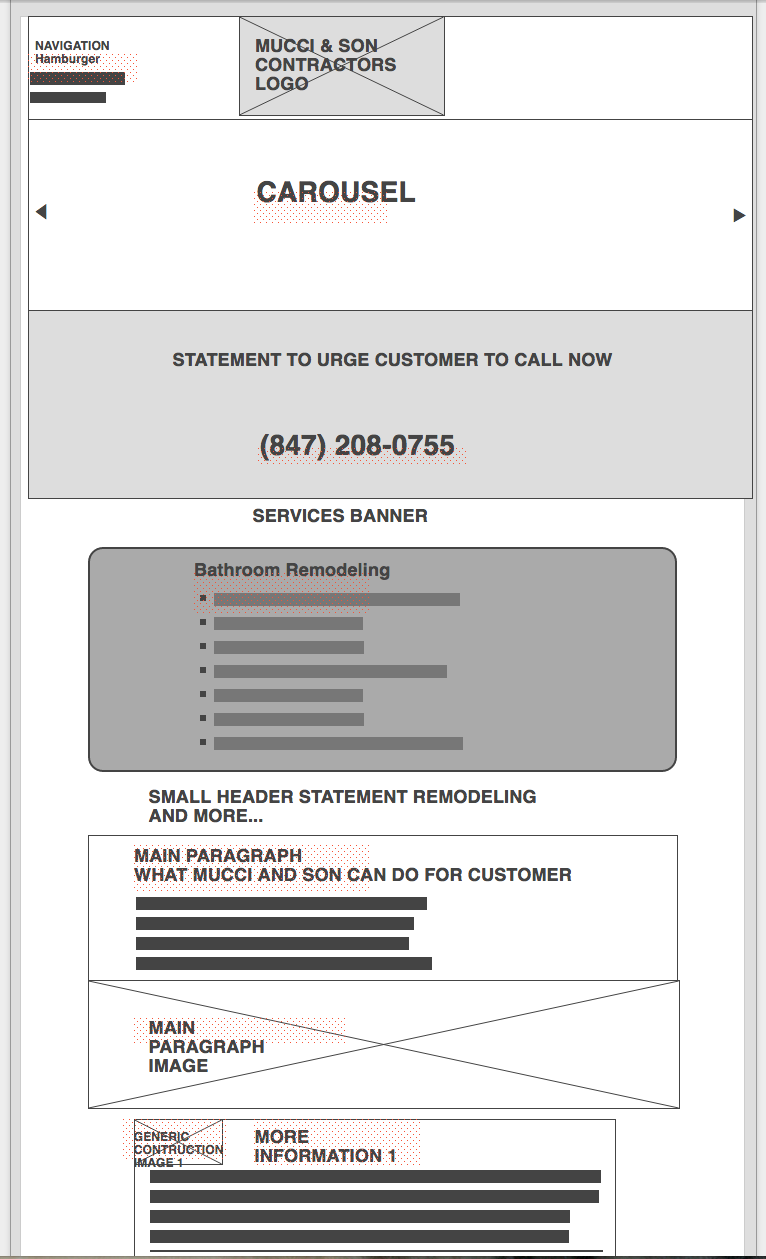 NAVIGATION
Hamburger
MUCCI & SON
CONTRACTORS
LOGO
CAROUSEL
STATEMENT TO URGE CUSTOMER TO CALL NOW
(847) 208-0755
SERVICES BANNER
Bathroom Remodeling
SMALL HEADER STATEMENT REMODELING
AND MORE...
MAIN PARAGRAPH
WHAT MUCCI AND SON CAN DO FOR CUSTOMER
MAIN
PARAGRAPH
IMAGE
GENERIC
CONTRUCTION
IMAGE 1
MORE
INFORMATION 1